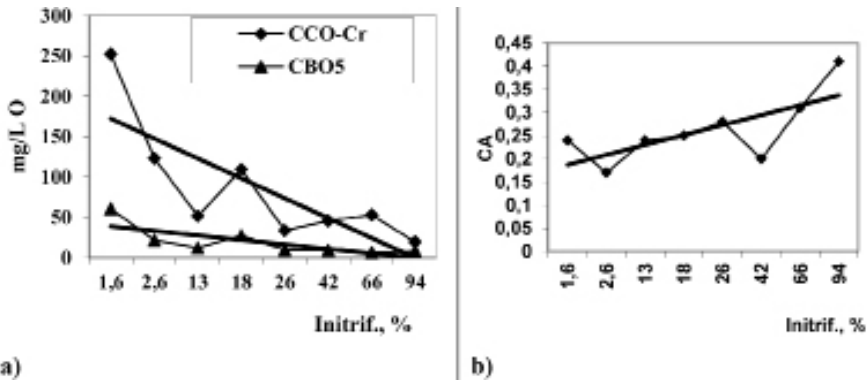 300
250
200
150
100
50
0
mg/L O
CCO-Cr
CBO5
1,6 2,6 13 18 26 42 66 94
Initrif., %
a)
0,45
0,4
0,35
0,3
0,25
0,2
0,15
0,1
0,05
0
CA
1,6 2,6 13 18 26 42 66 94
Initrif., %
b)